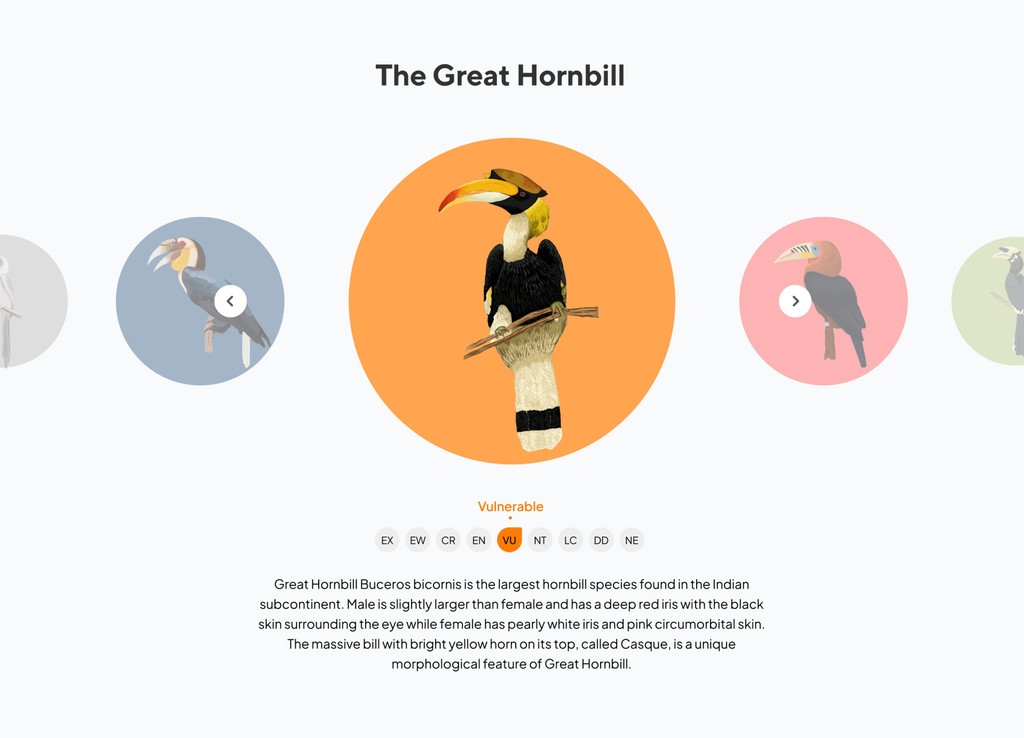 The Great Hornbill
Vulnerable
EX EW CR EN VU NT LC DD NE
Great Hornbill Buceros bicornis is the largest hornbill species found in the Indian
subcontinent. Male is slightly larger than female and has a deep red iris with the black
skin surrounding the eye while female has pearly white iris and pink circumorbital skin.
The massive bill with bright yellow horn on its top, called Casque, is a unique
morphological feature of Great Hornbill.